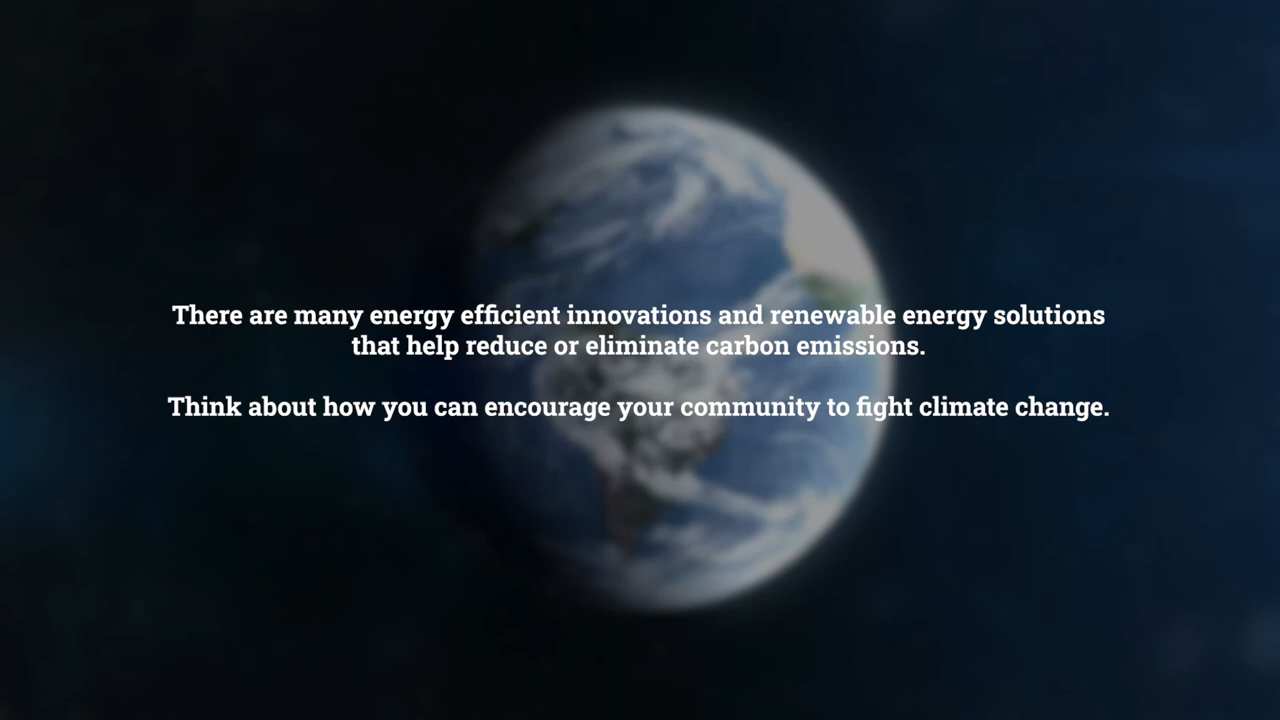 There are many energy efficient innovations and renewable energy solutions
that help reduce or eliminate carbon emissions.
Think about how you can encourage your community to fight climate change.